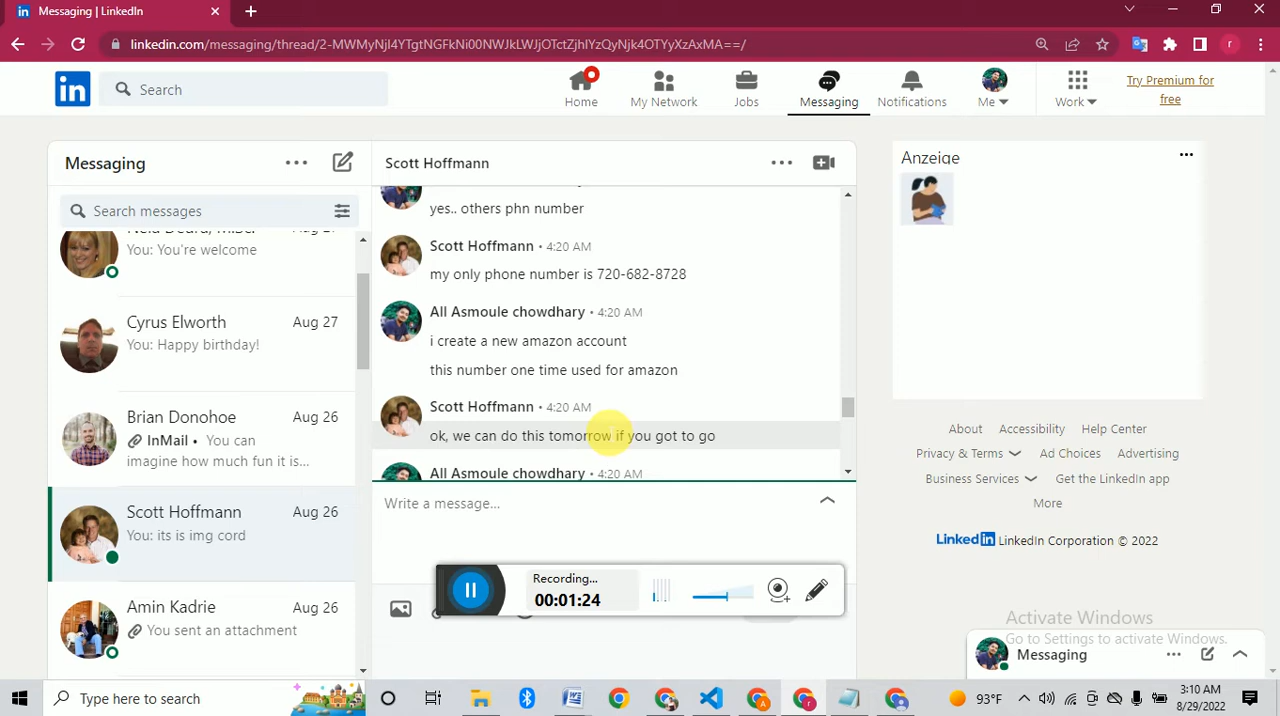 Messaging | LinkedIn
linkedin.com/messaging/thread/2-MWMyNjI4YTgtNGFkNi00NWJkLWJjOTctZjhlYzQyNjk4OTYyXzAxMA==/
in
Search
Home
My Network
Jobs
Messaging
Notifications
Me
Work
Try Premium for
free
Messaging
Search messages
You: You're welcome
Cyrus Elworth
Aug 27
You: Happy birthday!
Brian Donohoe
Aug 26
InMail • You can
imagine how much fun it is...
Scott Hoffmann
Aug 26
You: its is img cord
Amin Kadrie
Aug 26
You sent an attachment
Scott Hoffmann
yes.. others phn number
Scott Hoffmann • 4:20 AM
my only phone number is 720-682-8728
All Asmoule chowdhary • 4:20 AM
i create a new amazon account
this number one time used for amazon
Scott Hoffmann • 4:20 AM
ok, we can do this tomorrow if you got to go
All Asmoule chowdhary • 4:20 AM
Write a message...
Recording...
00:01:24
Anzeige
About Accessibility Help Center
Privacy & Terms Ad Choices Advertising
Business Services Get the LinkedIn app
More
LinkedIn LinkedIn Corporation © 2022
Activate Windows
Go to Settings to activate Windows.
Messaging
Type here to search
93°F
3:10 AM
8/29/2022